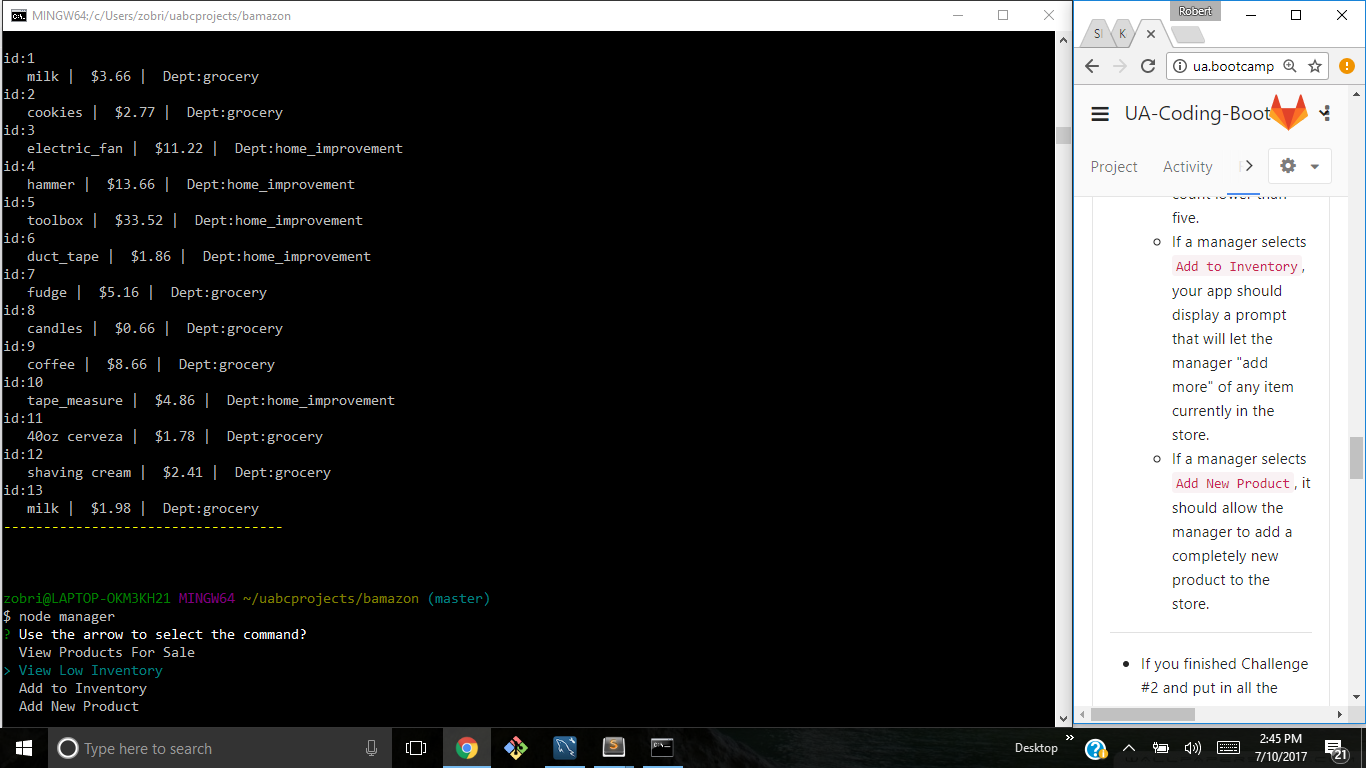 MINGW64:/c/Users/zobri/uabcprojects/bamazon
id:1
milk | $3.66 | Dept:grocery
id:2
cookies | $2.77 | Dept:grocery
id:3
electric_fan | $11.22 | Dept:home_improvement
id:4
hammer | $13.66 | Dept:home_improvement
id:5
toolbox | $33.52 | Dept:home_improvement
id:6
duct_tape | $1.86 | Dept:home_improvement
id:7
fudge | $5.16 | Dept:grocery
id:8
candles | $0.66 | Dept:grocery
id:9
coffee | $8.66 | Dept:grocery
id:10
tape_measure | $4.86 | Dept:home_improvement
id:11
40oz cerveza | $1.78 | Dept:grocery
id:12
shaving cream | $2.41 | Dept:grocery
id:13
milk | $1.98 | Dept:grocery
-----------------------------------
zobri@LAPTOP-OKM3KH21 MINGW64 ~/uabcprojects/bamazon (master)
$ node manager
? Use the arrow to select the command?
View Products For Sale
> View Low Inventory
Add to Inventory
Add New Product
Robert
K
ua.bootcamp
UA-Coding-Boot
Project Activity
count lower than
five.
If a manager selects
Add to Inventory,
your app should
display a prompt
that will let the
manager "add
more" of any item
currently in the
store.
If a manager selects
Add New Product, it
should allow the
manager to add a
completely new
product to the
store.
If you finished Challenge
#2 and put in all the
Type here to search
Desktop
2:45 PM
7/10/2017
21